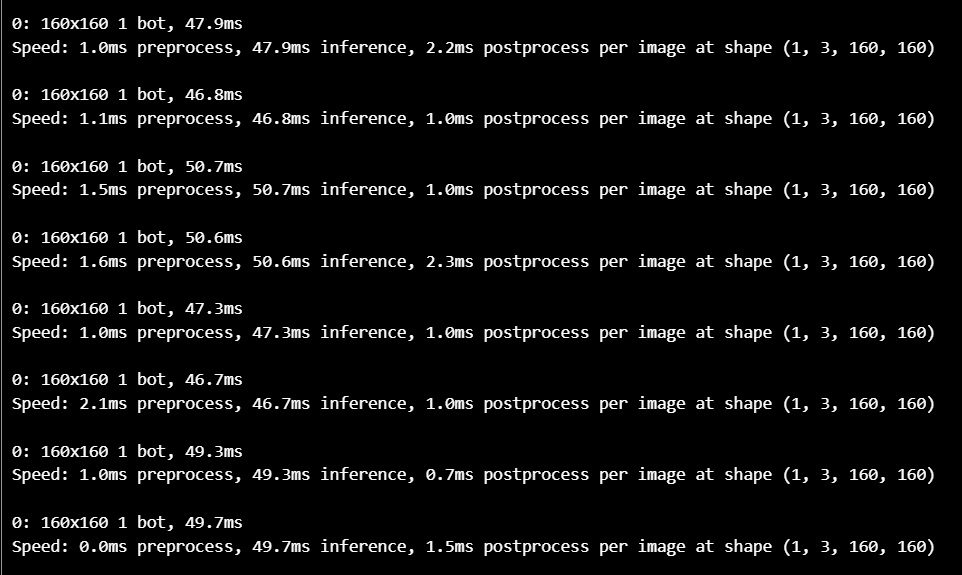 0: 160x160 1 bot, 47.9ms
Speed: 1.0ms preprocess, 47.9ms inference, 2.2ms postprocess per image at shape (1, 3, 160, 160)
0: 160x160 1 bot, 46.8ms
Speed: 1.1ms preprocess, 46.8ms inference, 1.0ms postprocess per image at shape (1, 3, 160, 160)
0: 160x160 1 bot, 50.7ms
Speed: 1.5ms preprocess, 50.7ms inference, 1.0ms postprocess per image at shape (1, 3, 160, 160)
0: 160x160 1 bot, 50.6ms
Speed: 1.6ms preprocess, 50.6ms inference, 2.3ms postprocess per image at shape (1, 3, 160, 160)
0: 160x160 1 bot, 47.3ms
Speed: 1.0ms preprocess, 47.3ms inference, 1.0ms postprocess per image at shape (1, 3, 160, 160)
0: 160x160 1 bot, 46.7ms
Speed: 2.1ms preprocess, 46.7ms inference, 1.0ms postprocess per image at shape (1, 3, 160, 160)
0: 160x160 1 bot, 49.3ms
Speed: 1.0ms preprocess, 49.3ms inference, 0.7ms postprocess per image at shape (1, 3, 160, 160)
0: 160x160 1 bot, 49.7ms
Speed: 0.0ms preprocess, 49.7ms inference, 1.5ms postprocess per image at shape (1, 3, 160, 160)